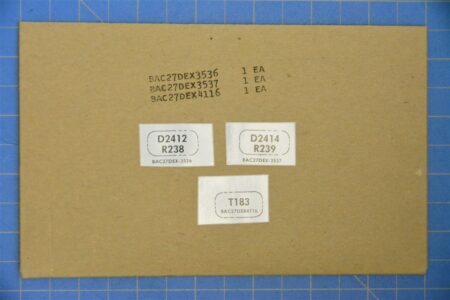 BAC27DEX3536 1 EA
BAC27DEX3537 1 EA
BAC27DEX4116 1 EA
D2412
R238
BAC27DEX-3536
D2414
R239
BAC27DEX-3537
T183
BAC27DEX4116